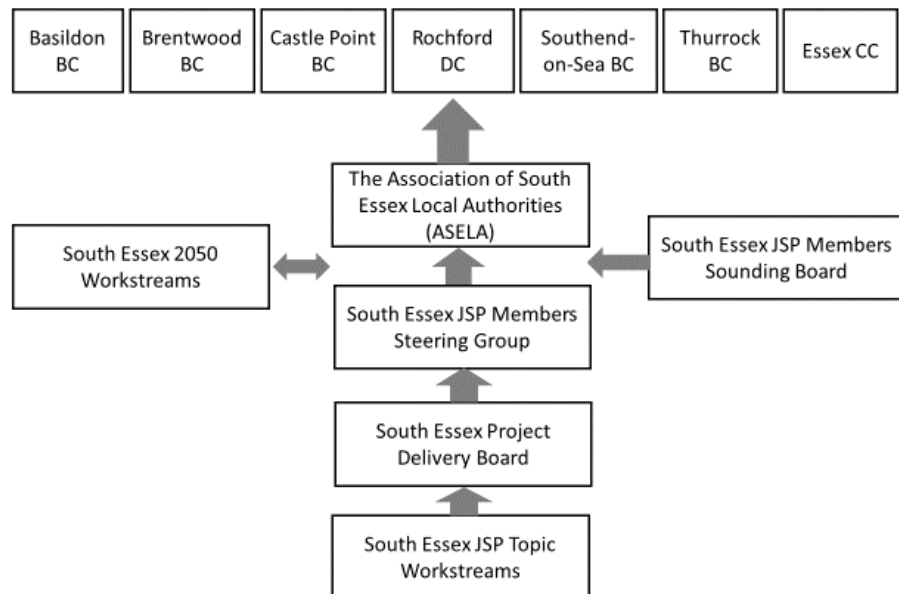 Basildon
BC
Brentwood
BC
Castle Point
BC
Rochford
DC
Southend-
on-Sea BC
Thurrock
BC
Essex CC
The Association of South
Essex Local Authorities
(ASELA)
South Essex 2050
Workstreams
South Essex JSP Members
Sounding Board
South Essex JSP Members
Steering Group
South Essex Project
Delivery Board
South Essex JSP Topic
Workstreams